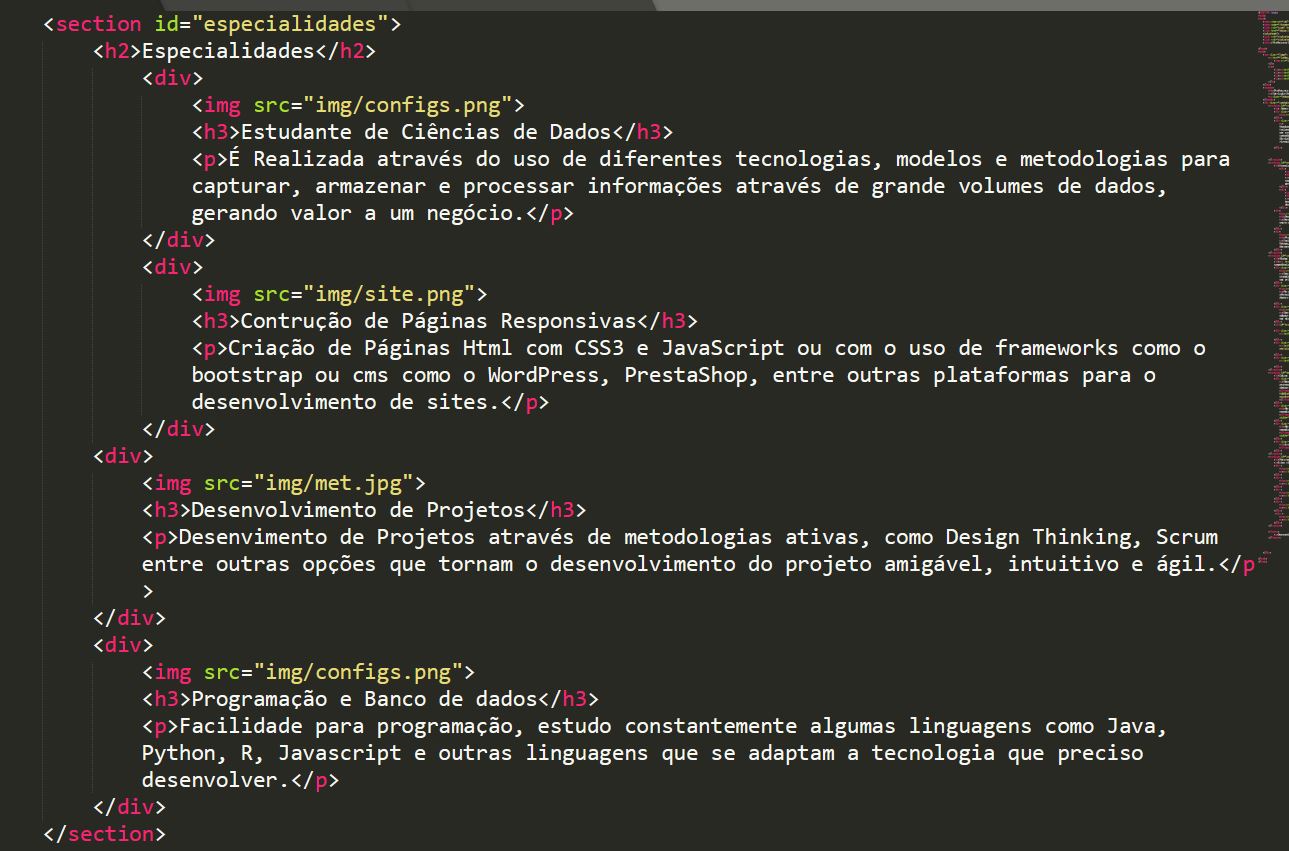 <section id="especialidades">
<h2>Especialidades</h2>
<div>
<img src="img/configs.png">
<h3>Estudante de Ciências de Dados</h3>
<p>É Realizada através do uso de diferentes tecnologias, modelos e metodologias para
capturar, armazenar e processar informações através de grande volumes de dados,
gerando valor a um negócio.</p>
</div>
<div>
<img src="img/site.png">
<h3>Contrução de Páginas Responsivas</h3>
<p>Criação de Páginas Html com CSS3 e JavaScript ou com o uso de frameworks como o
bootstrap ou cms como o WordPress, PrestaShop, entre outras plataformas para o
desenvolvimento de sites.</p>
</div>
<div>
<img src="img/met.jpg">
<h3>Desenvolvimento de Projetos</h3>
<p>Desenvimento de Projetos através de metodologias ativas, como Design Thinking, Scrum
entre outras opções que tornam o desenvolvimento do projeto amigável, intuitivo e ágil.</p
>
</div>
<div>
<img src="img/configs.png">
<h3>Programação e Banco de dados</h3>
<p>Facilidade para programação, estudo constantemente algumas linguagens como Java,
Python, R, Javascript e outras linguagens que se adaptam a tecnologia que preciso
desenvolver.</p>
</div>
</section>